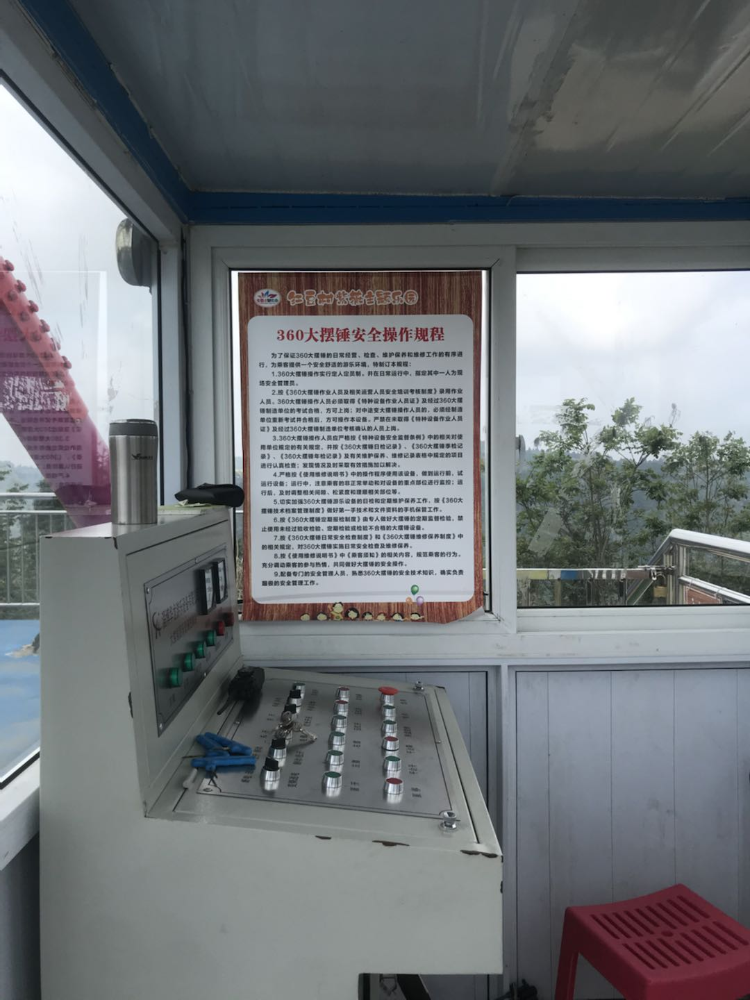 红豆树紫薇主题乐园
360大摆锤安全操作规程
为了保证360大摆锤的日常经营、检查、维护保养和维修工作的有序进
行，为乘客提供一个安全舒适的游乐环境，特制订本规程：
1.360大摆锤操作实行定人定员制。并在日常运行中，指定其中一人为现
场安全管理员。
2.按《360大摆锤作业人员及相关运营人员安全培训考核制度》录用作业
人员。360大摆锤操作人员必须取得《特种设备作业人员证》及经过360大摆
锤制造单位的考试合格，方可上岗；对中途变大摆锤操作人员的，必须经制造
单位重新考试并合格后，方可操作本设备。严禁在未取得《特种设备作业人员
证》及经过360大摆锤制造单位考核确认的人员上岗。
3.360大摆锤操作人员应严格按《特种设备安全监督条例》中的相关对使
用单位规定的有关规定，并按《360大摆锤日检记录》、《360大摆锤季检记
录》、《360大摆锤年检记录》及有关维护保养、维修记录表格中规定的项目
进行认真检查；发现情况及时采取有效措施加以解决。
4.严格按《使用维修说明书》中的操作程序使用该设备，做到运行前，试
运行设备；运行中，注意乘客的非正常举动和对设备的重点部位进行监控；运
行后，及时调整相关间隙、松紧度和理顺相关部位等。
5.切实加强360大摆锤游乐设备的日检和定期维护保养工作，按《360大
摆锤技术档案管理制度》做好第一手技术和文件资料的手机保管工作。
6.按《360大摆锤定期报检制度》由专人做好大摆锤的定期监督检验，禁
止使用未经过验收检验、定期检验或检验不合格的大摆锤设备。
7.按《360大摆锤日常安全检查制度》和《360大摆锤维修保养制度》中
的相关规定，对360大摆锤实施日常安全检查及维修保养。
8.按《使用维修说明书》中《乘客须知》的相关内容，规范乘客的行为。
充分调动乘客的参与热情，共同做好大摆锤的安全操作。
9.配备专门的安全管理人员，熟悉360大摆锤的安全技术知识，确实负责
踊极的安全管理工作。